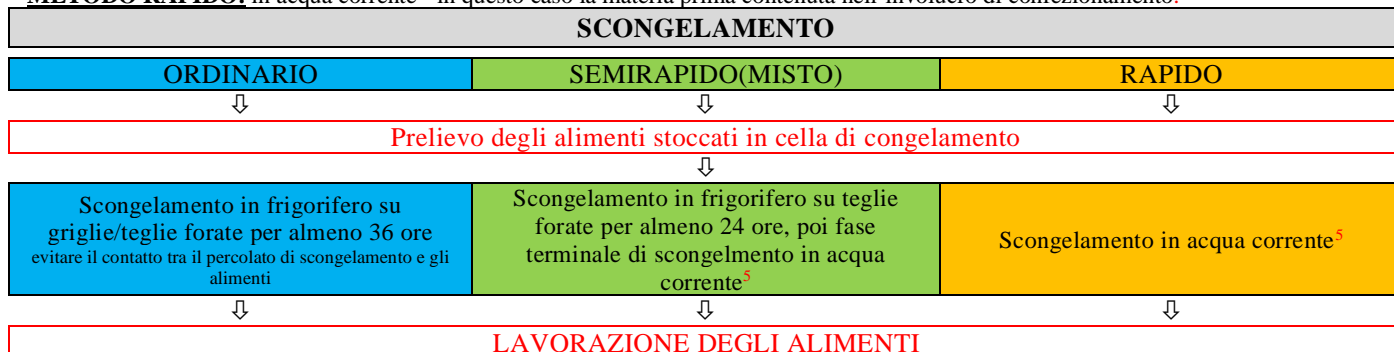 METODO RAPIDO: in acqua corrente in questo caso la materia prima contenuta nell'involucro di confezionamento.
SCONGELAMENTO
ORDINARIO SEMIRAPIDO(MISTO) RAPIDO
⇩ ⇩ ⇩
Prelievo degli alimenti stoccati in cella di congelamento
⇩
Scongelamento in frigorifero su
griglie/teglie forate per almeno 36 ore
evitare il contatto tra il percolato di scongelamento e gli
alimenti
Scongelamento in frigorifero su teglie
forate per almeno 24 ore, poi fase
terminale di scongelmento in acqua
corrente⁵
Scongelamento in acqua corrente⁵
⇩ ⇩ ⇩
LAVORAZIONE DEGLI ALIMENTI